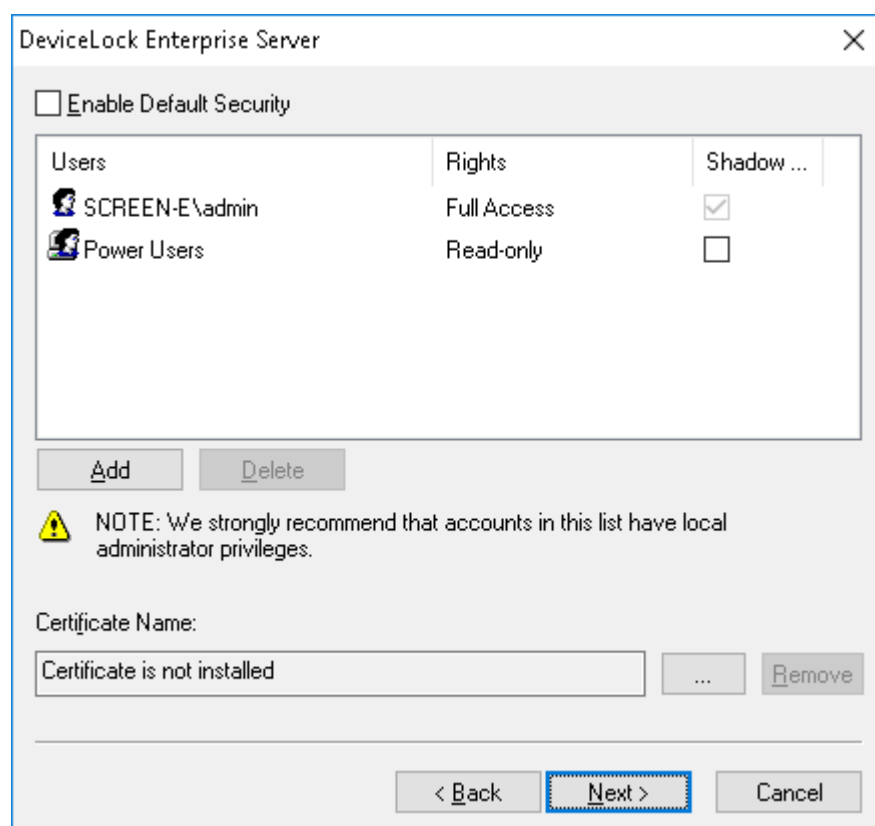 DeviceLock Enterprise Server
Enable Default Security
Users Rights Shadow ...
SCREEN-E\admin Full Access
Power Users Read-only
Add Delete
NOTE: We strongly recommend that accounts in this list have local
administrator privileges.
Certificate Name:
Certificate is not installed
... Remove
< Back Next > Cancel